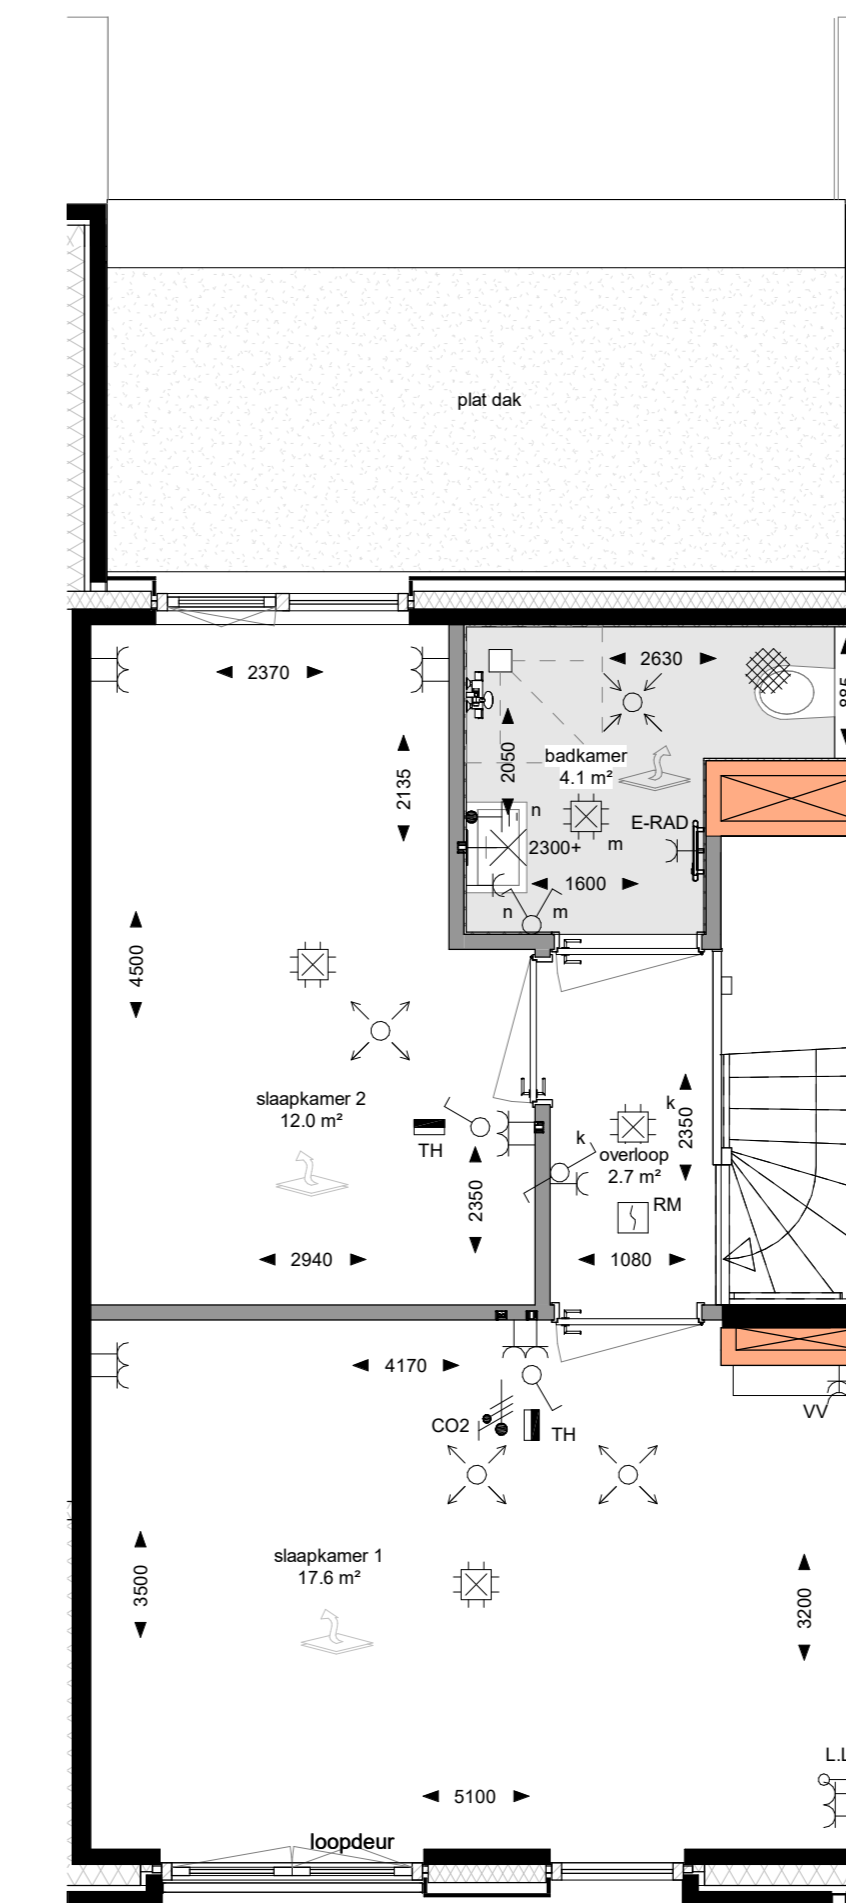 plat dak
2370
2630
885
2135
2050
badkamer
4.1 m²
n
E-RAD
2300+
m
1600
n
m
4500
slaapkamer 2
12.0 m²
TH
k
2350
k
overloop
2.7 m²
2350
RM
2940
1080
4170
CO2
TH
VV
slaapkamer 1
17.6 m²
3500
3200
L.L
5100
loopdeur